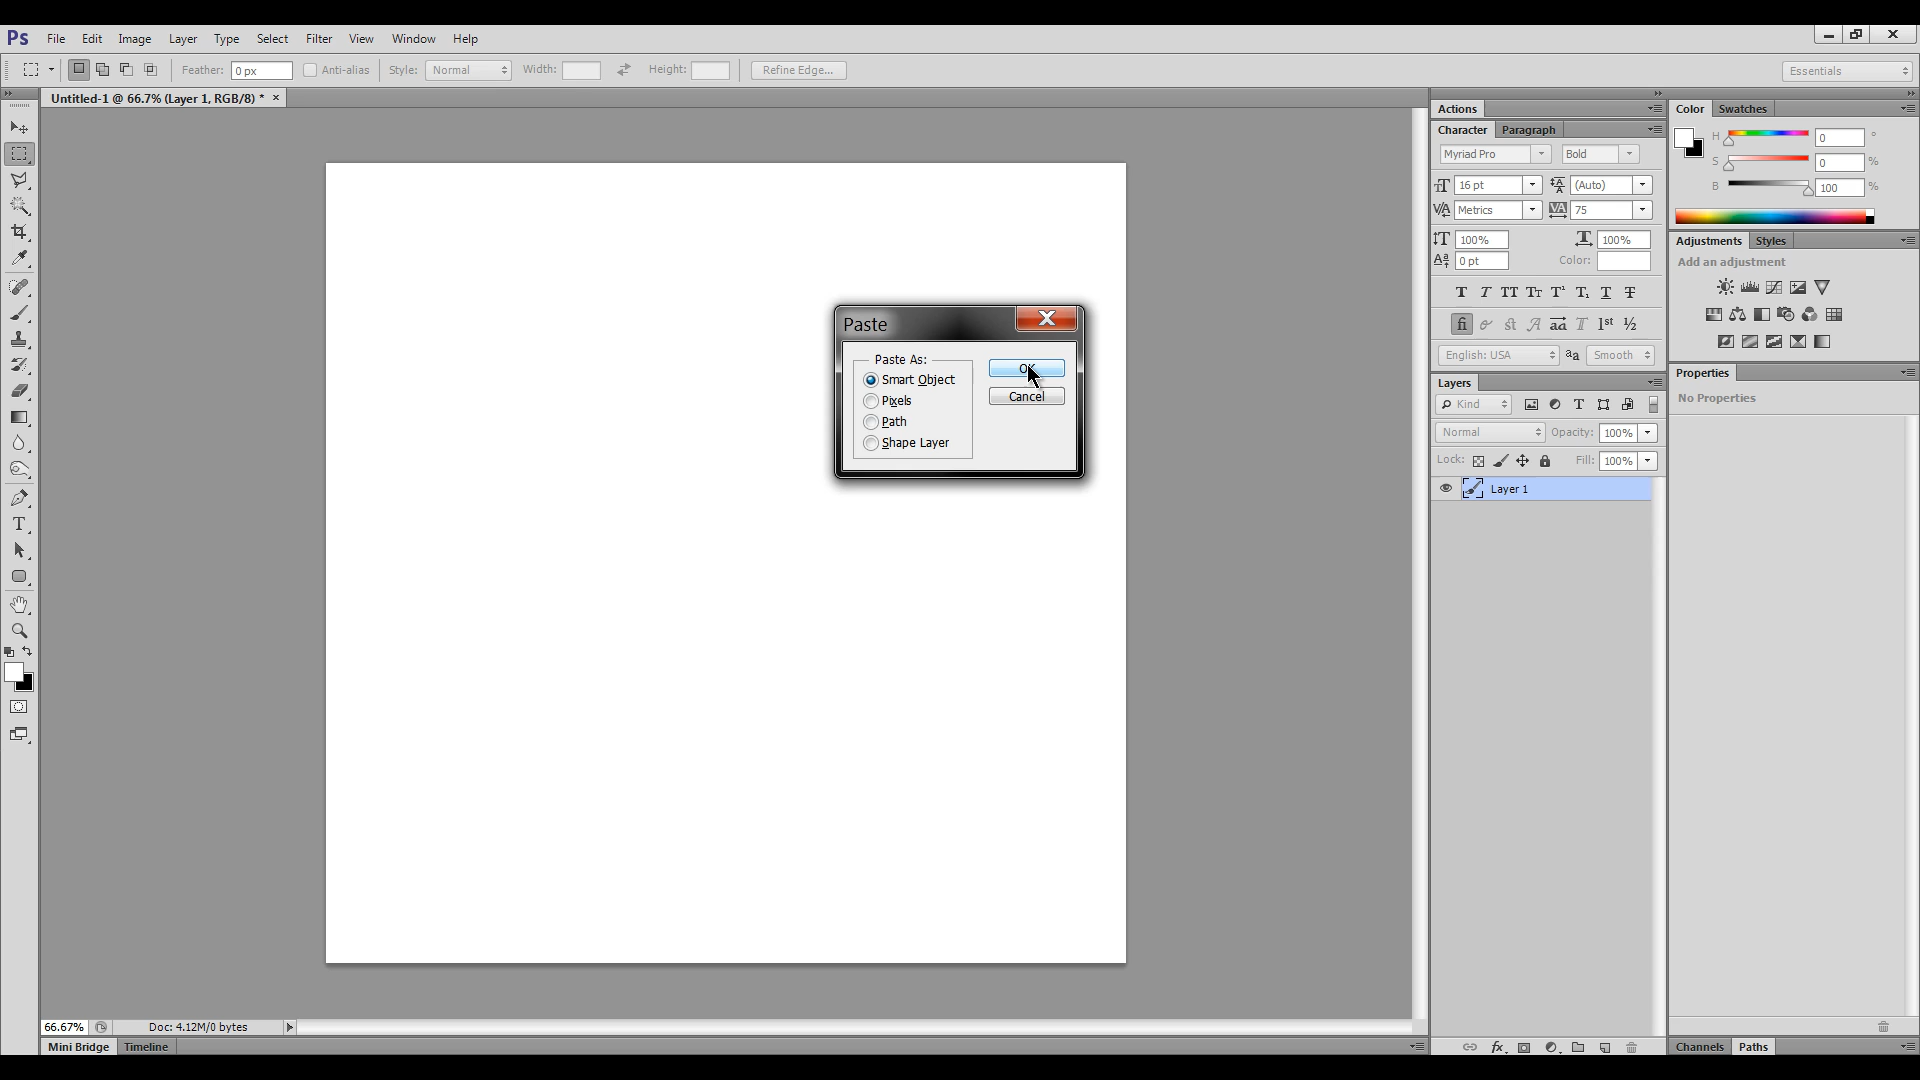 Ps File Edit Image Layer Type Select Filter View Window Help
Feather: 0 px Anti-alias Style: Normal Width: Height: Refine Edge... Essentials
Untitled-1 @ 66.7% (Layer 1, RGB/8) * ×
Paste
Paste As:
Smart Object
Pixels
Path
Shape Layer
OK
Cancel
66.67% Doc: 4.12M/0 bytes
Mini Bridge Timeline
Actions
Character Paragraph
Myriad Pro Bold
16 pt (Auto)
Metrics 75
100% 100%
0 pt Color:
English: USA aa Smooth
Layers
Kind
Normal Opacity: 100%
Lock: Fill: 100%
Layer 1
Color Swatches
H 0 °
S 0 %
B 100 %
Adjustments Styles
Add an adjustment
Properties
No Properties
Channels Paths